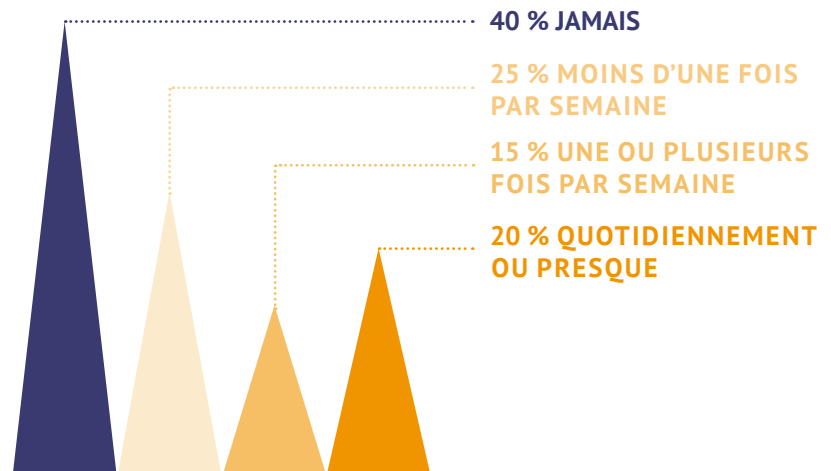 40 % JAMAIS
25 % MOINS D’UNE FOIS
PAR SEMAINE
15 % UNE OU PLUSIEURS
FOIS PAR SEMAINE
20 % QUOTIDIENNEMENT
OU PRESQUE